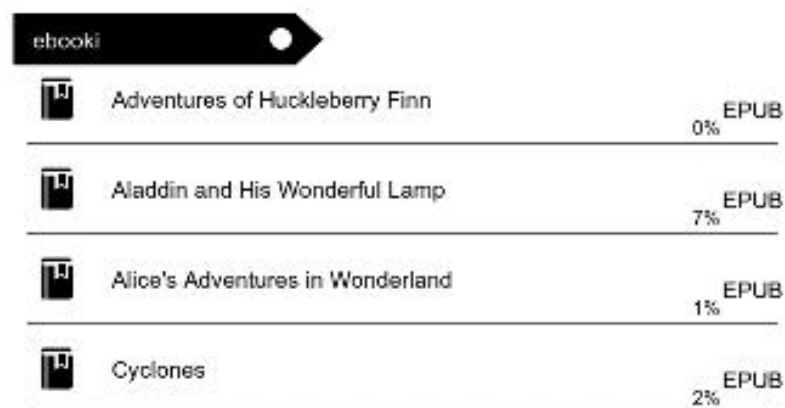 ebooki
Adventures of Huckleberry Finn
0% EPUB
Aladdin and His Wonderful Lamp
7% EPUB
Alice's Adventures in Wonderland
1% EPUB
Cyclones
2% EPUB